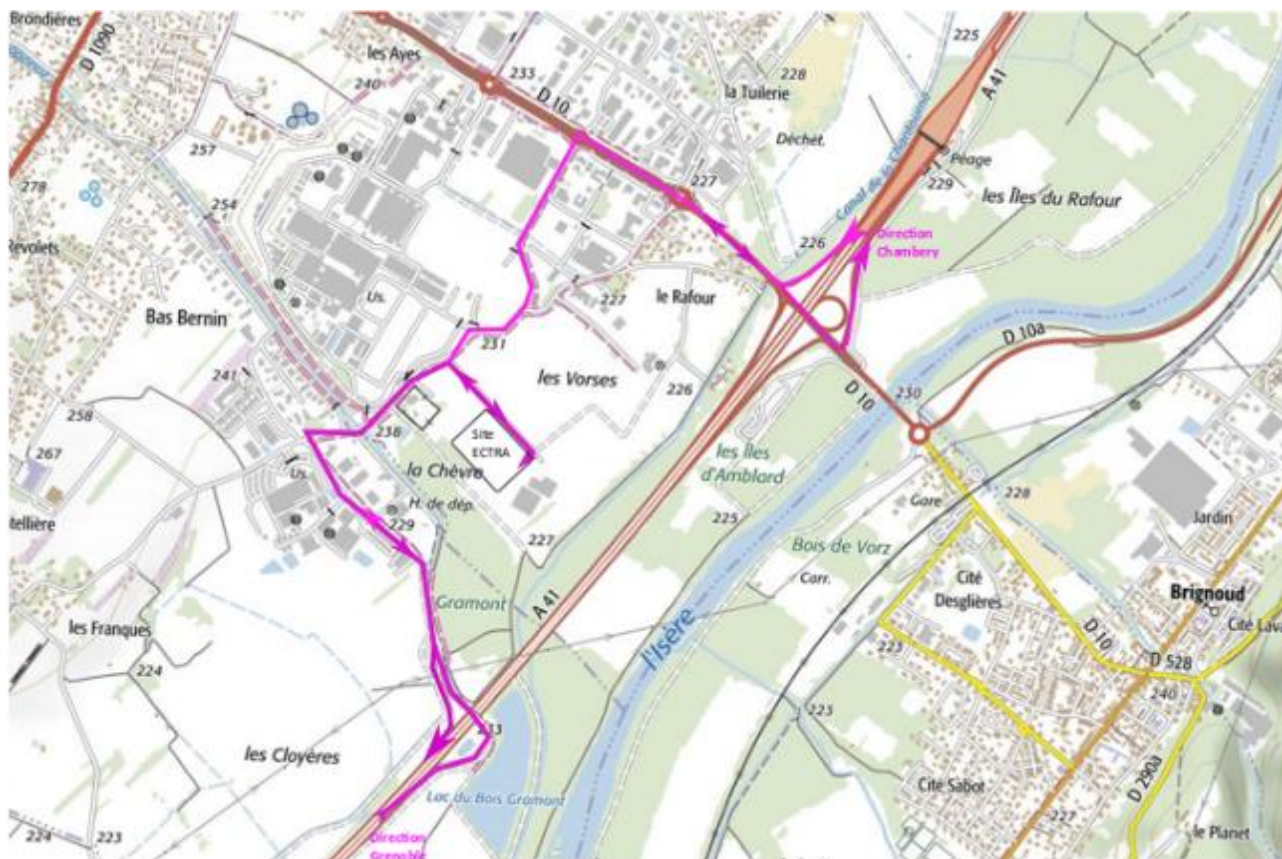 Brondières
D 1090
les Ayes
233
D 10
240
257
278
254
Revolets
225
228
la Tuilerie
Déchet.
Canal de la Chantourne
A 41
Péage
229
les Îles du Rafour
227
226
Direction
Chambery
Us.
227
le Rafour
Bas Bernin
231
les Vorses
226
D 10a
241
230
258
238
D 10
267
Site
ECTRA
la Chèvre
les Îles
d'Amblard
Us.
H. de dép.
Gare
228
tellière
229
227
225
Jardin
Bois de Vorz
Carr.
Cité
Desglières
Brignoud
Gramont
A 41
Cité Lava
les Franques
l'Isère
223
D 10
D 528
224
240
223
les Cloyères
Cité Sabot
D 290a
Lac du Bois Gramont
227
224
223
Direction
Grenoble
le Planet